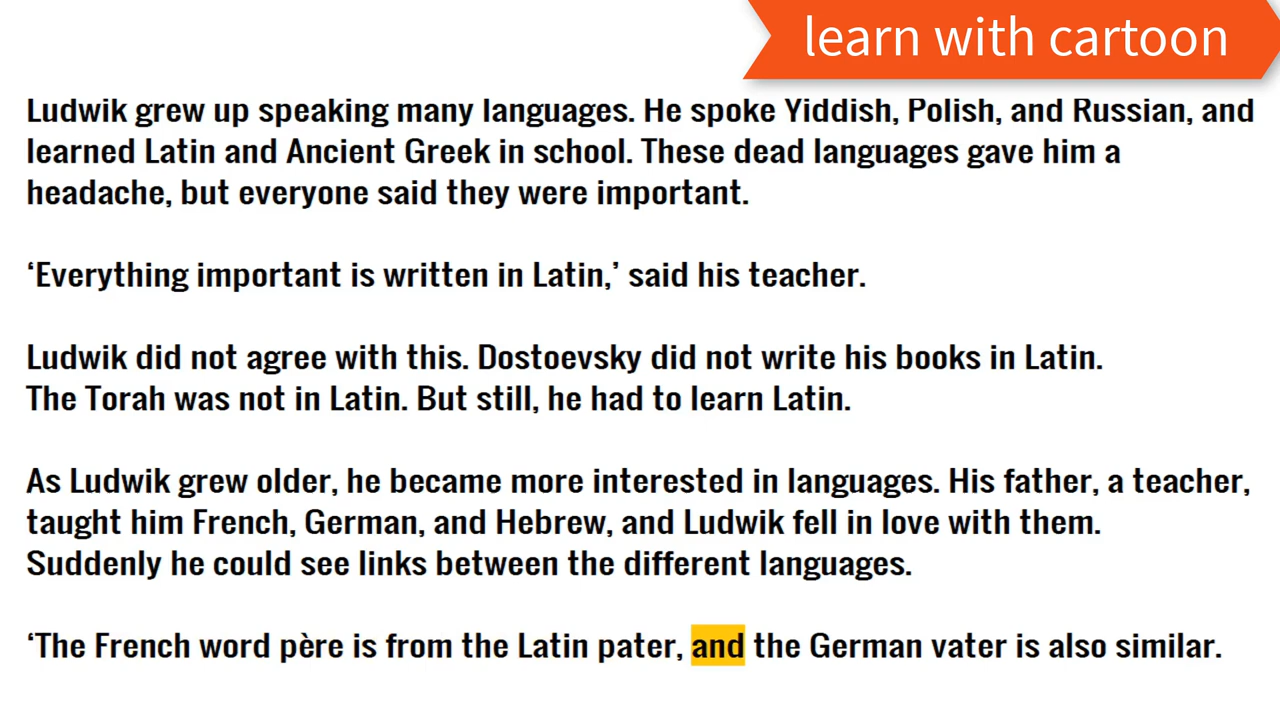 learn with cartoon
Ludwik grew up speaking many languages. He spoke Yiddish, Polish, and Russian, and
learned Latin and Ancient Greek in school. These dead languages gave him a
headache, but everyone said they were important.
‘Everything important is written in Latin,’ said his teacher.
Ludwik did not agree with this. Dostoevsky did not write his books in Latin.
The Torah was not in Latin. But still, he had to learn Latin.
As Ludwik grew older, he became more interested in languages. His father, a teacher,
taught him French, German, and Hebrew, and Ludwik fell in love with them.
Suddenly he could see links between the different languages.
‘The French word père is from the Latin pater, and the German vater is also similar.